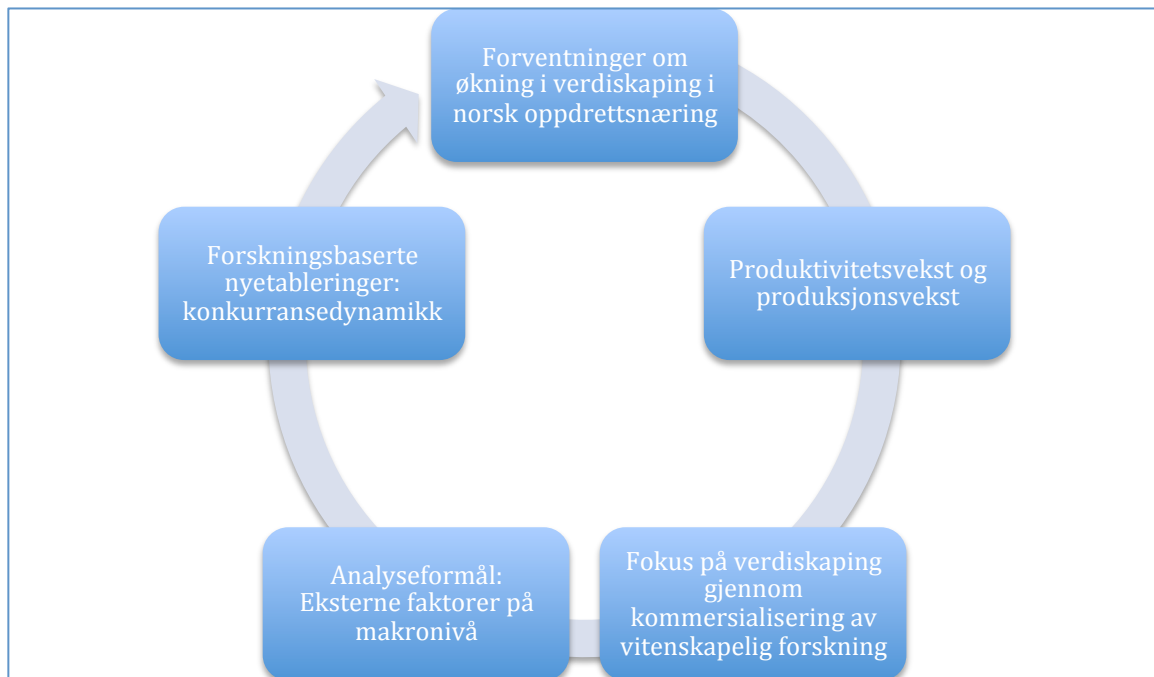 Forventninger om
økning i verdiskaping i
norsk oppdrettsnæring
Produktivitetsvekst og
produksjonsvekst
Fokus på verdiskaping
gjennom
kommersialisering av
vitenskapelig forskning
Analyseformål:
Eksterne faktorer på
makronivå
Forskningsbaserte
nyetableringer:
konkurransedynamikk